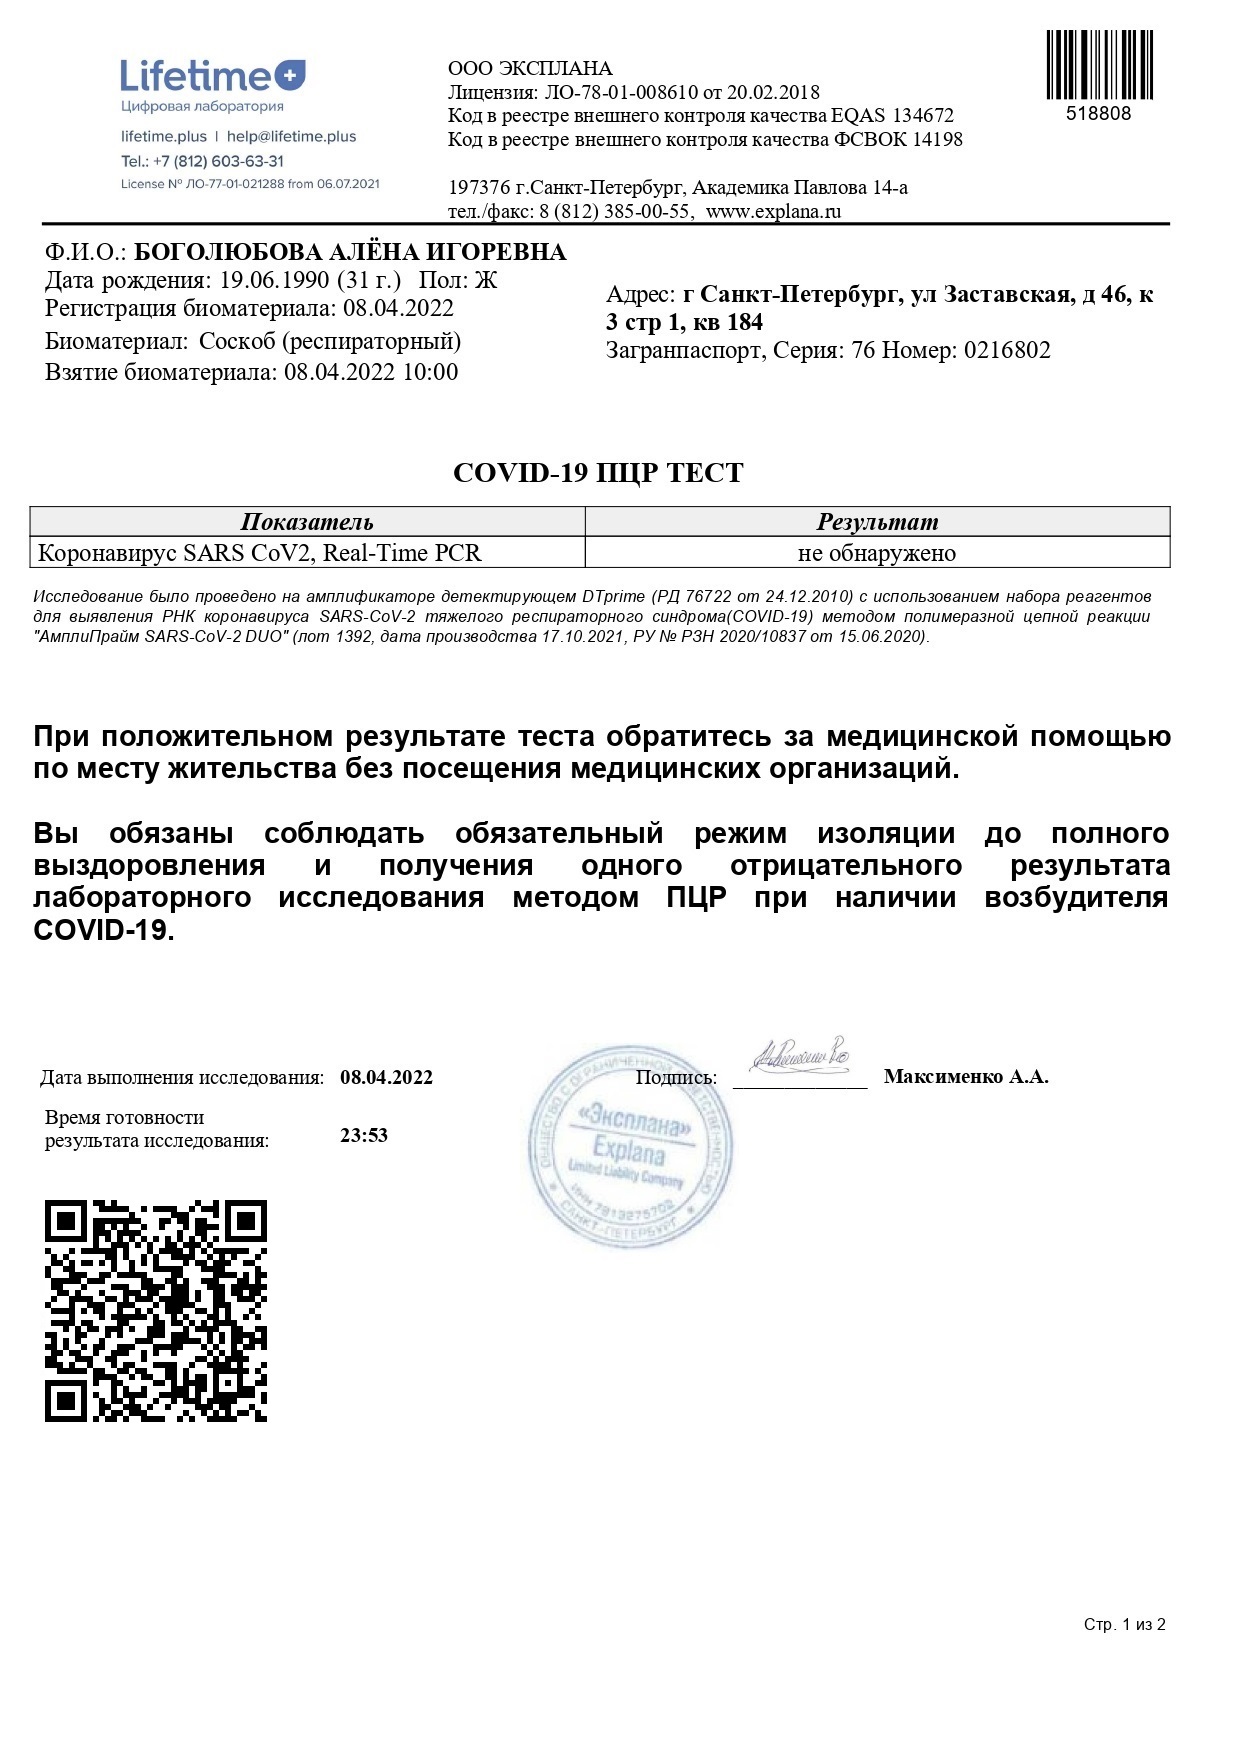 Lifetime
Цифровая лаборатория
lifetime.plus | help@lifetime.plus
Tel.: +7 (812) 603-63-31
License № ЛО-77-01-021288 from 06.07.2021
ООО ЭКСПЛАНА
Лицензия: ЛО-78-01-008610 от 20.02.2018
Код в реестре внешнего контроля качества EQAS 134672
Код в реестре внешнего контроля качества ФСВОК 14198
197376 г.Санкт-Петербург, Академика Павлова 14-а
тел./факс: 8 (812) 385-00-55, www.explana.ru
518808
Ф.И.О.: БОГОЛЮБОВА АЛЁНА ИГОРЕВНА
Дата рождения: 19.06.1990 (31 г.) Пол: Ж
Регистрация биоматериала: 08.04.2022
Биоматериал: Соскоб (респираторный)
Взятие биоматериала: 08.04.2022 10:00
Адрес: г Санкт-Петербург, ул Заставская, д 46, к
3 стр 1, кв 184
Загранпаспорт, Серия: 76 Номер: 0216802
COVID-19 ПЦР ТЕСТ
Показатель Результат
Коронавирус SARS CoV2, Real-Time PCR не обнаружено
Исследование было проведено на амплификаторе детектирующем DTprime (РД 76722 от 24.12.2010) с использованием набора реагентов
для выявления РНК коронавируса SARS-CoV-2 тяжелого респираторного синдрома(COVID-19) методом полимеразной цепной реакции
"АмплиПрайм SARS-CoV-2 DUO" (лот 1392, дата производства 17.10.2021, РУ № РЗН 2020/10837 от 15.06.2020).
При положительном результате теста обратитесь за медицинской помощью
по месту жительства без посещения медицинских организаций.
Вы обязаны соблюдать обязательный режим изоляции до полного
выздоровления и получения одного отрицательного результата
лабораторного исследования методом ПЦР при наличии возбудителя
COVID-19.
Дата выполнения исследования: 08.04.2022
Подпись: Максименко А.А.
Время готовности
результата исследования: 23:53
ОБЩЕСТВО С ОГРАНИЧЕННОЙ ОТВЕТСТВЕННОСТЬЮ
«Эксплана»
Explana
Limited Liability Company
ИНН 7813275702
САНКТ-ПЕТЕРБУРГ
Стр. 1 из 2